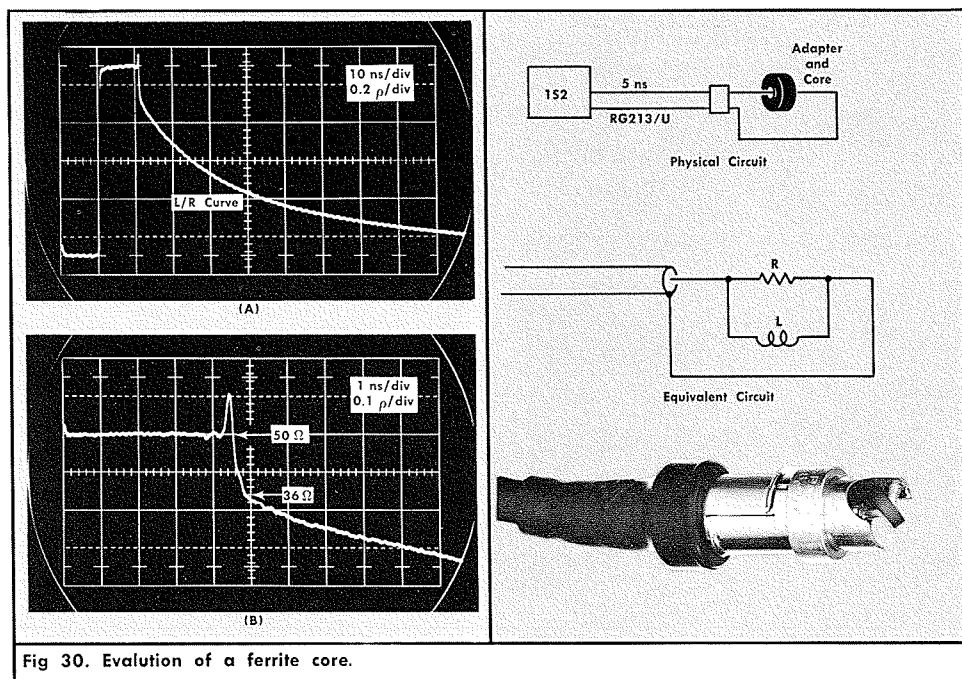 10 ns/div
0.2 ρ/div
L/R Curve
(A)
1 ns/div
0.1 ρ/div
50 Ω
36 Ω
(B)
1S2
5 ns
RG213/U
Adapter
and
Core
Physical Circuit
R
L
Equivalent Circuit
Fig 30. Evalution of a ferrite core.